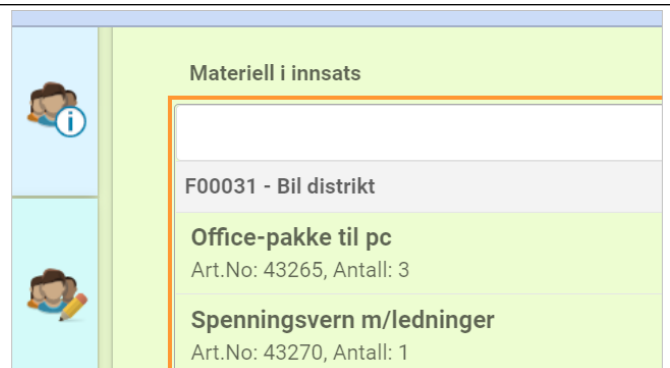 Materiell i innsats
F00031 - Bil distrikt
Office-pakke til pc
Art.No: 43265, Antall: 3
Spenningsvern m/ledninger
Art.No: 43270, Antall: 1